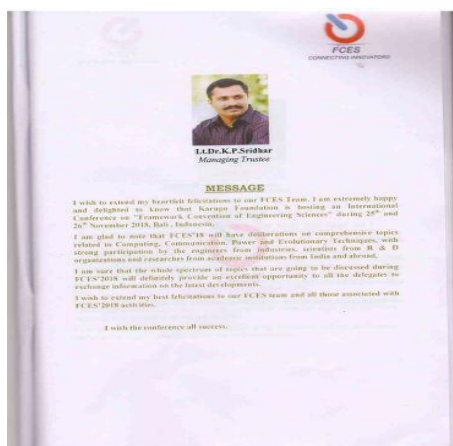 FCES
CONNECTING INNOVATORS
Lt.Dr.K.P.Sridhar
Managing Trustee
MESSAGE
I wish to extend my heartfelt felicitations to our FCES Team. I am extremely happy
and delighted to know that Karupa Foundation is hosting an International
Conference on "Framework Convention of Engineering Sciences" during 25th and
26th November 2018, Bali , Indonesia.
I am glad to note that FCES'18 will have deliberations on comprehensive topics
related to Computing, Communication, Power and Evolutionary Techniques, with
strong participation by the engineers from industries, scientists from R & D
organizations and researches from academic institutions from India and abroad.
I am sure that the whole spectrum of topics that are going to be discussed during
FCES'2018 will definitely provide an excellent opportunity to all the delegates to
exchange information on the latest developments.
I wish to extend my best felicitations to our FCES team and all those associated with
FCES'2018 activities.
I wish the conference all success.